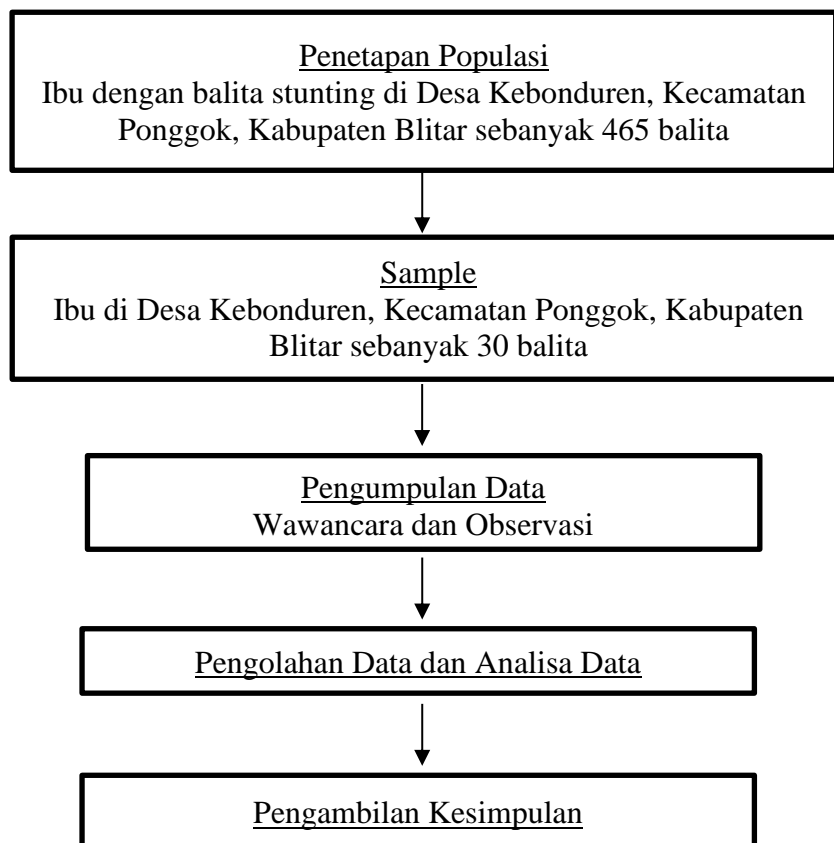 Penetapan Populasi
Ibu dengan balita stunting di Desa Kebonduren, Kecamatan
Ponggok, Kabupaten Blitar sebanyak 465 balita
Sample
Ibu di Desa Kebonduren, Kecamatan Ponggok, Kabupaten
Blitar sebanyak 30 balita
Pengumpulan Data
Wawancara dan Observasi
Pengolahan Data dan Analisa Data
Pengambilan Kesimpulan